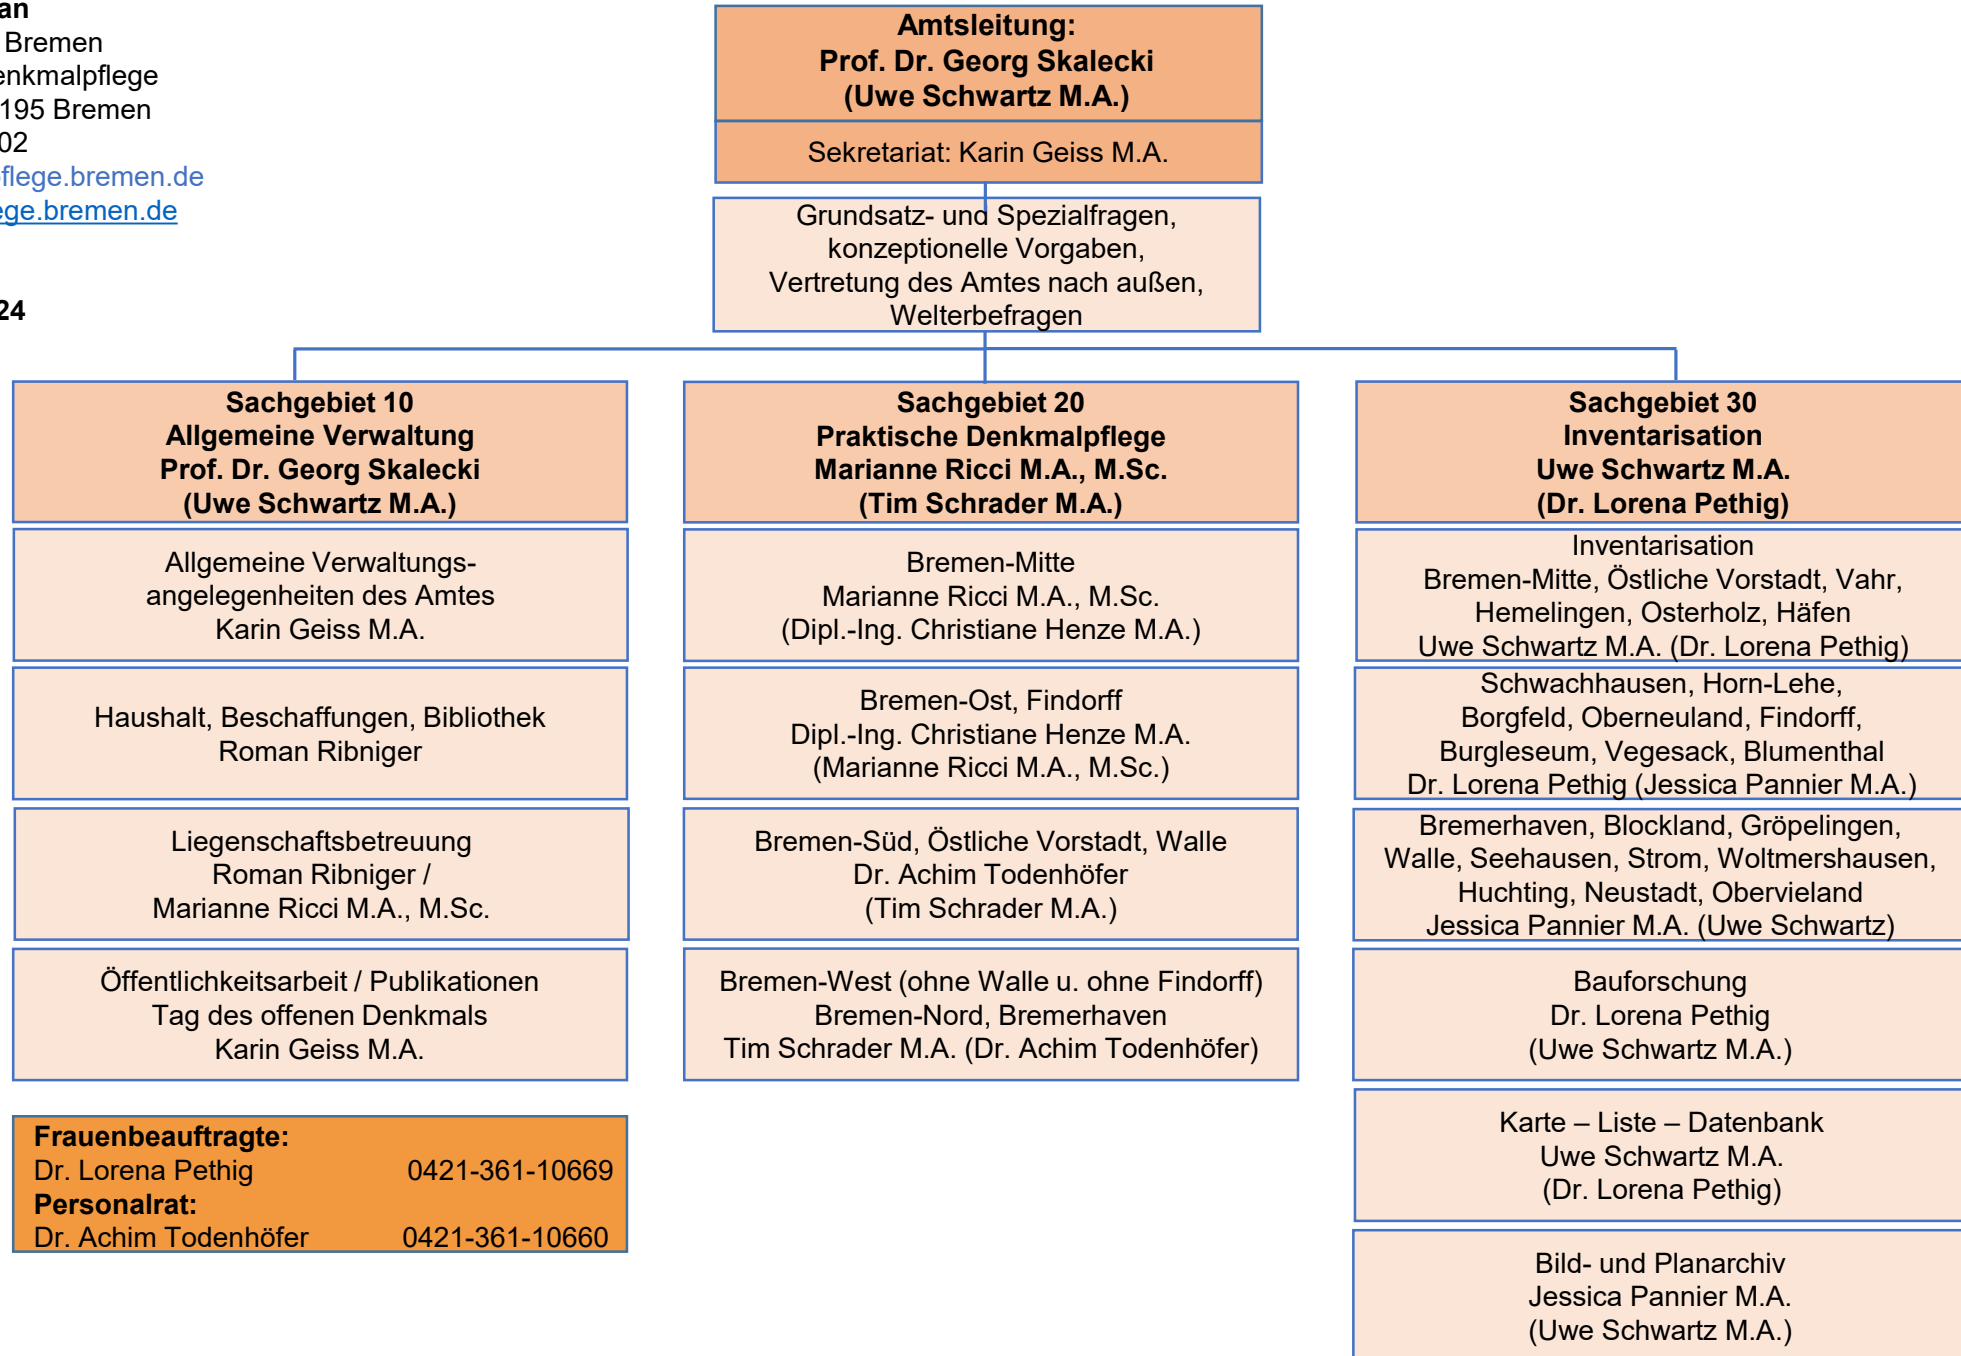 an
Bremen
enkmalpflege
195 Bremen
02
flege.bremen.de
ege.bremen.de
24
Amtsleitung:
Prof. Dr. Georg Skalecki
(Uwe Schwartz M.A.)
Sekretariat: Karin Geiss M.A.
Grundsatz- und Spezialfragen,
konzeptionelle Vorgaben,
Vertretung des Amtes nach außen,
Welterbefragen
Sachgebiet 10
Allgemeine Verwaltung
Prof. Dr. Georg Skalecki
(Uwe Schwartz M.A.)
Allgemeine Verwaltungs-
angelegenheiten des Amtes
Karin Geiss M.A.
Haushalt, Beschaffungen, Bibliothek
Roman Ribniger
Liegenschaftsbetreuung
Roman Ribniger /
Marianne Ricci M.A., M.Sc.
Öffentlichkeitsarbeit / Publikationen
Tag des offenen Denkmals
Karin Geiss M.A.
Frauenbeauftragte:
Dr. Lorena Pethig 0421-361-10669
Personalrat:
Dr. Achim Todenhöfer 0421-361-10660
Sachgebiet 20
Praktische Denkmalpflege
Marianne Ricci M.A., M.Sc.
(Tim Schrader M.A.)
Bremen-Mitte
Marianne Ricci M.A., M.Sc.
(Dipl.-Ing. Christiane Henze M.A.)
Bremen-Ost, Findorff
Dipl.-Ing. Christiane Henze M.A.
(Marianne Ricci M.A., M.Sc.)
Bremen-Süd, Östliche Vorstadt, Walle
Dr. Achim Todenhöfer
(Tim Schrader M.A.)
Bremen-West (ohne Walle u. ohne Findorff)
Bremen-Nord, Bremerhaven
Tim Schrader M.A. (Dr. Achim Todenhöfer)
Sachgebiet 30
Inventarisation
Uwe Schwartz M.A.
(Dr. Lorena Pethig)
Inventarisation
Bremen-Mitte, Östliche Vorstadt, Vahr,
Hemelingen, Osterholz, Häfen
Uwe Schwartz M.A. (Dr. Lorena Pethig)
Schwachhausen, Horn-Lehe,
Borgfeld, Oberneuland, Findorff,
Burgleseum, Vegesack, Blumenthal
Dr. Lorena Pethig (Jessica Pannier M.A.)
Bremerhaven, Blockland, Gröpelingen,
Walle, Seehausen, Strom, Woltmershausen,
Huchting, Neustadt, Obervieland
Jessica Pannier M.A. (Uwe Schwartz)
Bauforschung
Dr. Lorena Pethig
(Uwe Schwartz M.A.)
Karte – Liste – Datenbank
Uwe Schwartz M.A.
(Dr. Lorena Pethig)
Bild- und Planarchiv
Jessica Pannier M.A.
(Uwe Schwartz M.A.)